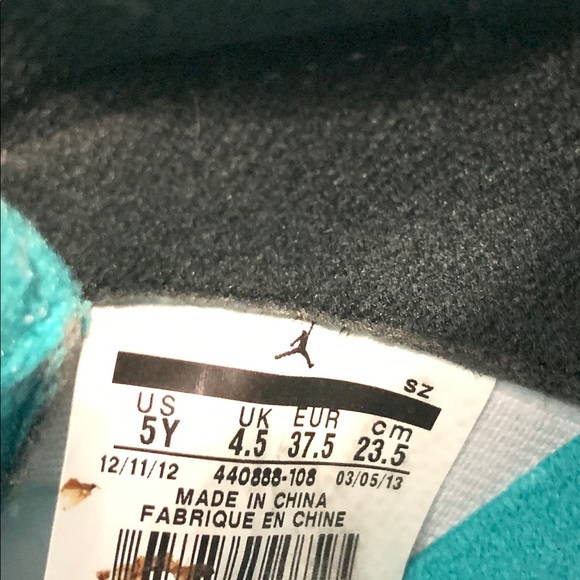 SZ
US UK EUR cm
5Y 4.5 37.5 23.5
12/11/12 440888-108 03/05/13
MADE IN CHINA
FABRIQUE EN CHINE